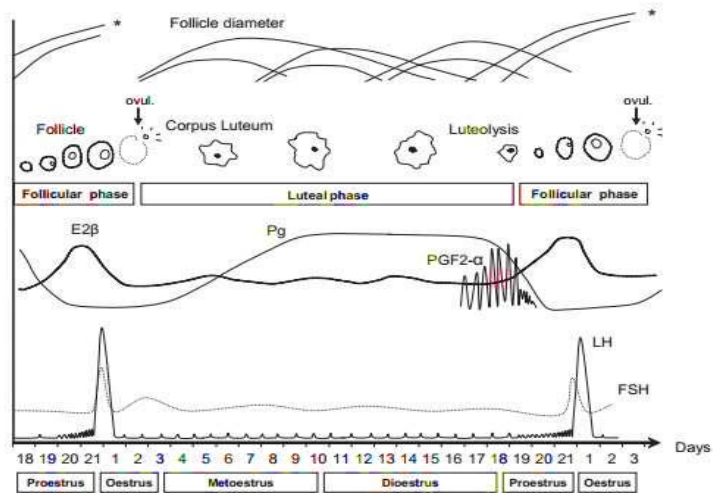 Follicle diameter
* *
ovul. ovul.
Follicle Corpus Luteum Luteolysis
Follicular phase Luteal phase Follicular phase
E2β Pg PGF2-α
LH
FSH
18 19 20 21 1 2 3 4 5 6 7 8 9 10 11 12 13 14 15 16 17 18 19 20 21 1 2 3 Days
Proestrus Oestrus Metoestrus Dioestrus Proestrus Oestrus